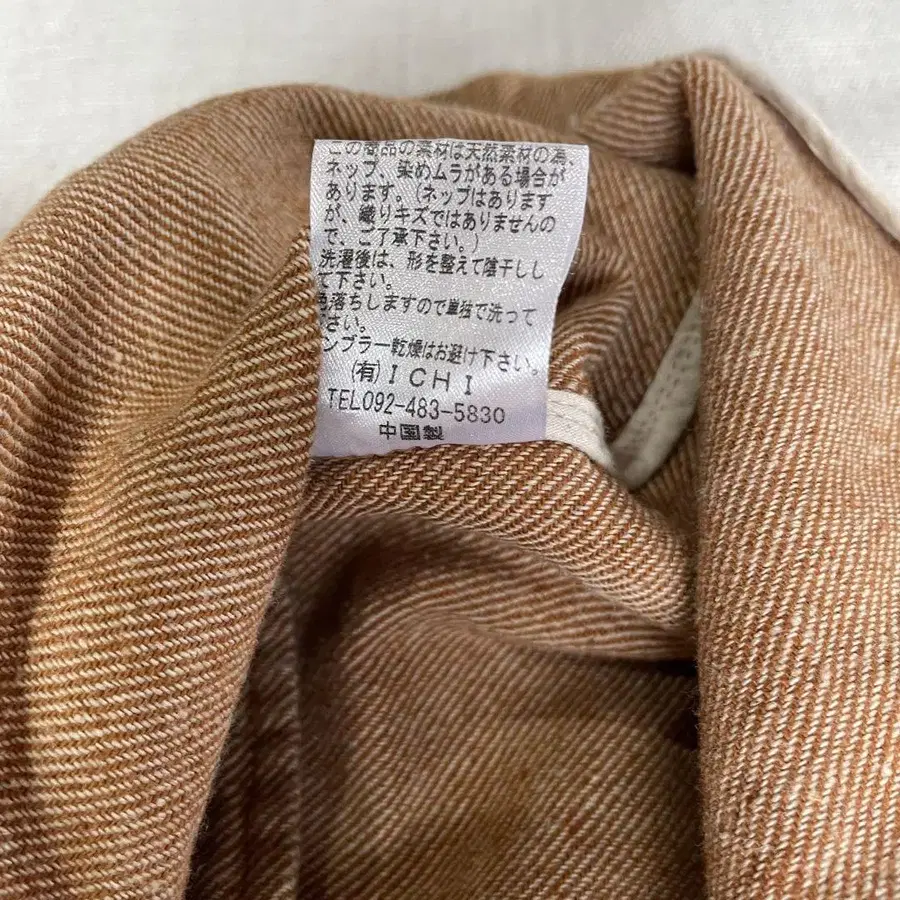 この商品の素材は天然素材の為、
ネップ、染めムラがある場合が
あります。(ネップはあります
が、織りキズではありませんの
で、ご了承下さい。)
洗濯後は、形を整えて陰干しし
て下さい。
色落ちしますので単独で洗って
さい。
ンブラー乾燥はお避け下さい。
(有)ICHI
TEL092-483-5830
中国製